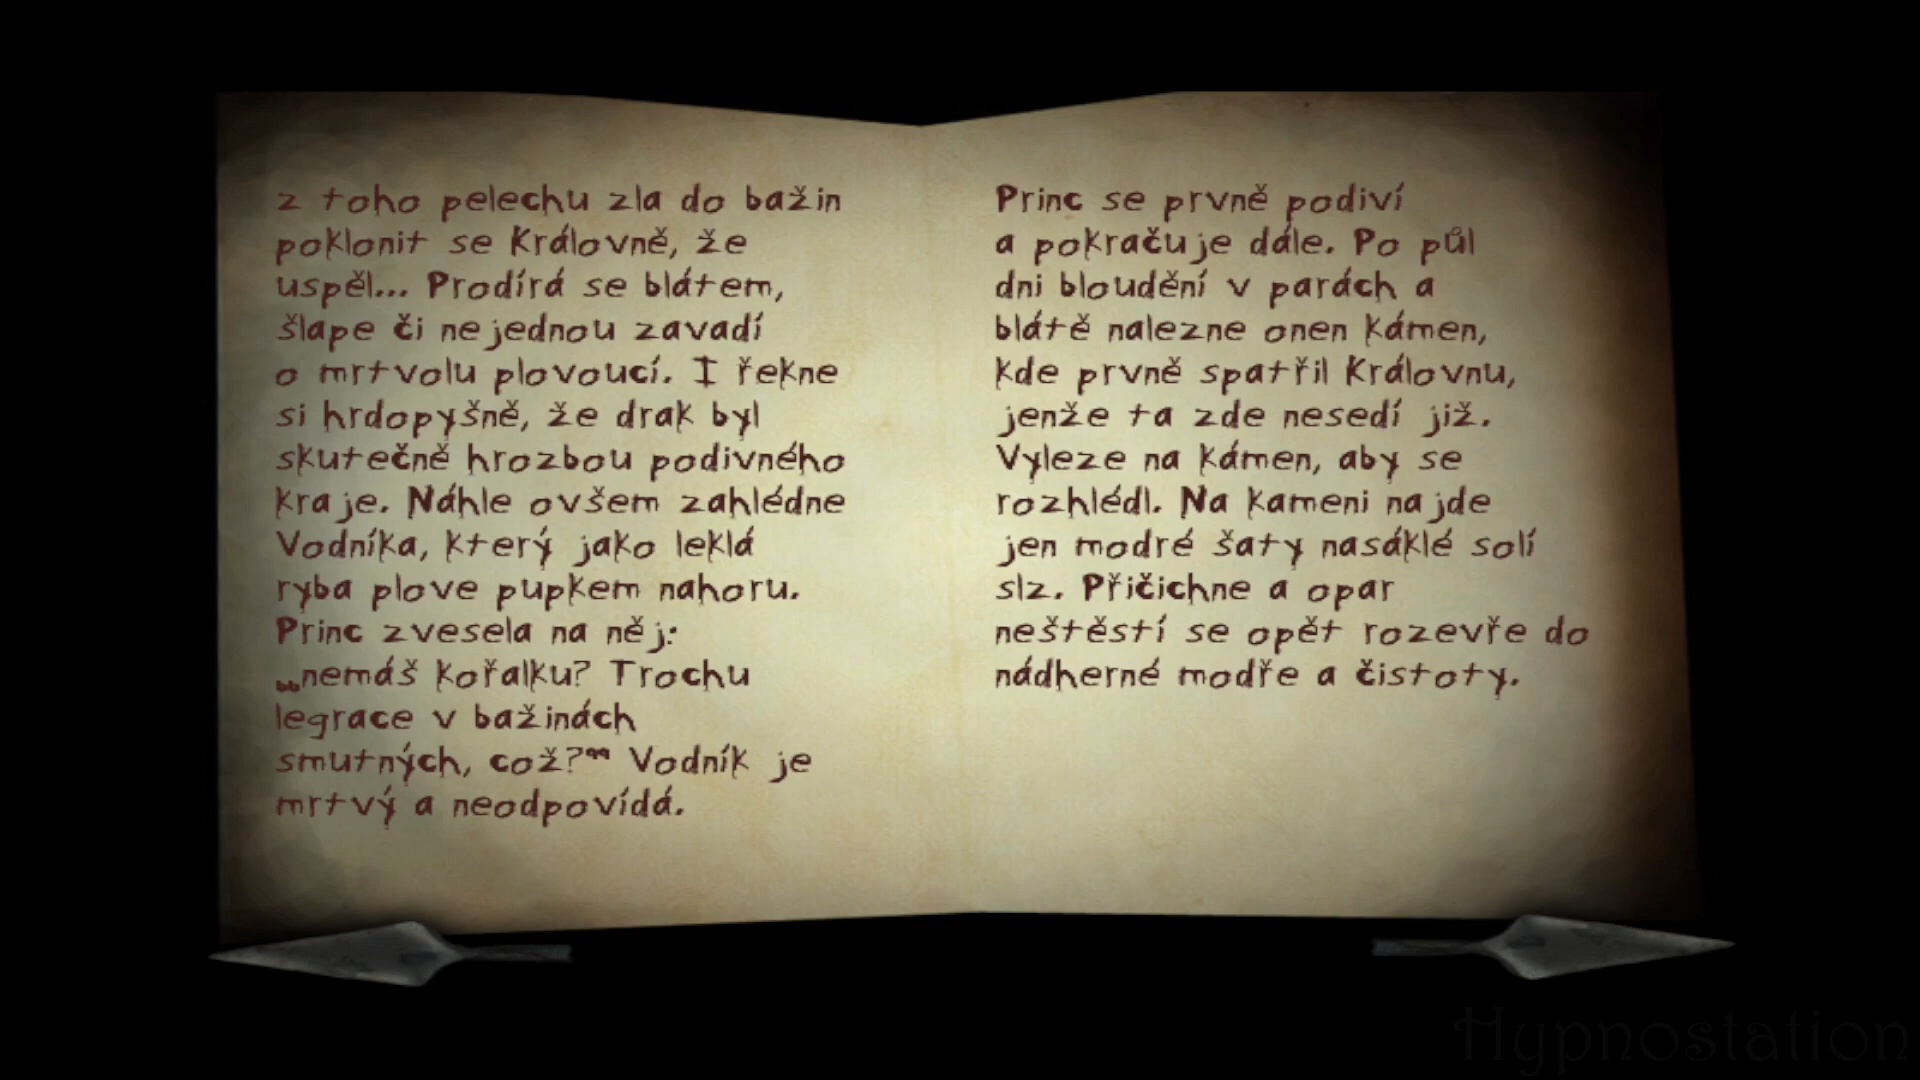 z toho pelechu zla do bažin
poklonit se Královně, že
uspěl... Prodírá se blátem,
šlape či nejednou zavadí
o mrtvolu plovoucí. I řekne
si hrdopyšně, že drak byl
skutečně hrozbou podivného
kraje. Náhle ovšem zahlédne
Vodníka, který jako leklá
ryba plove pupkem nahoru.
Princ zvesela na něj:
„nemáš kořalku? Trochu
legrace v bažinách
smutných, což?“ Vodník je
mrtvý a neodpovídá.
Princ se prvně podiví
a pokračuje dále. Po půl
dni bloudění v parách a
blátě nalezne onen kámen,
kde prvně spatřil Královnu,
jenže ta zde nesedí již.
Vyleze na kámen, aby se
rozhlédl. Na kameni najde
jen modré šaty nasáklé solí
slz. Přičichne a opar
neštěstí se opět rozevře do
nádherné modře a čistoty.
Hypnostation